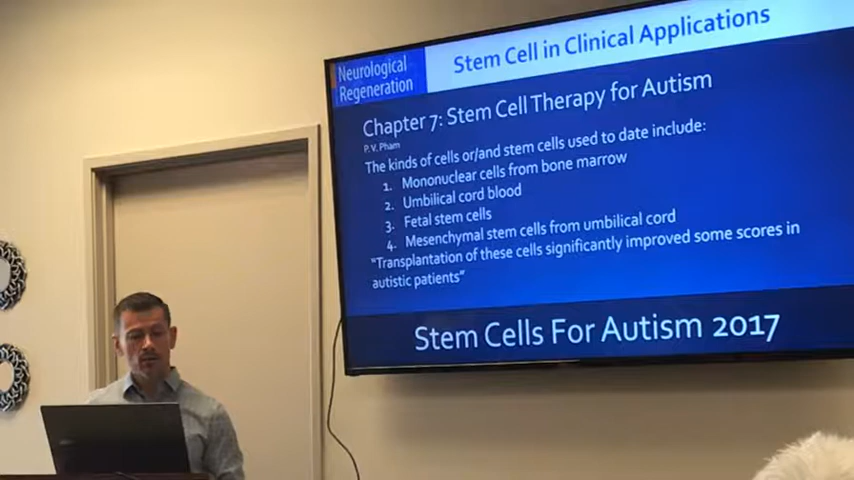 Neurological
Regeneration
Stem Cell in Clinical Applications
Chapter 7: Stem Cell Therapy for Autism
P.V. Pham
The kinds of cells or/and stem cells used to date include:
1. Mononuclear cells from bone marrow
2. Umbilical cord blood
3. Fetal stem cells
4. Mesenchymal stem cells from umbilical cord
"Transplantation of these stem cells significantly improved some scores in
autistic patients"
Stem Cells For Autism 2017